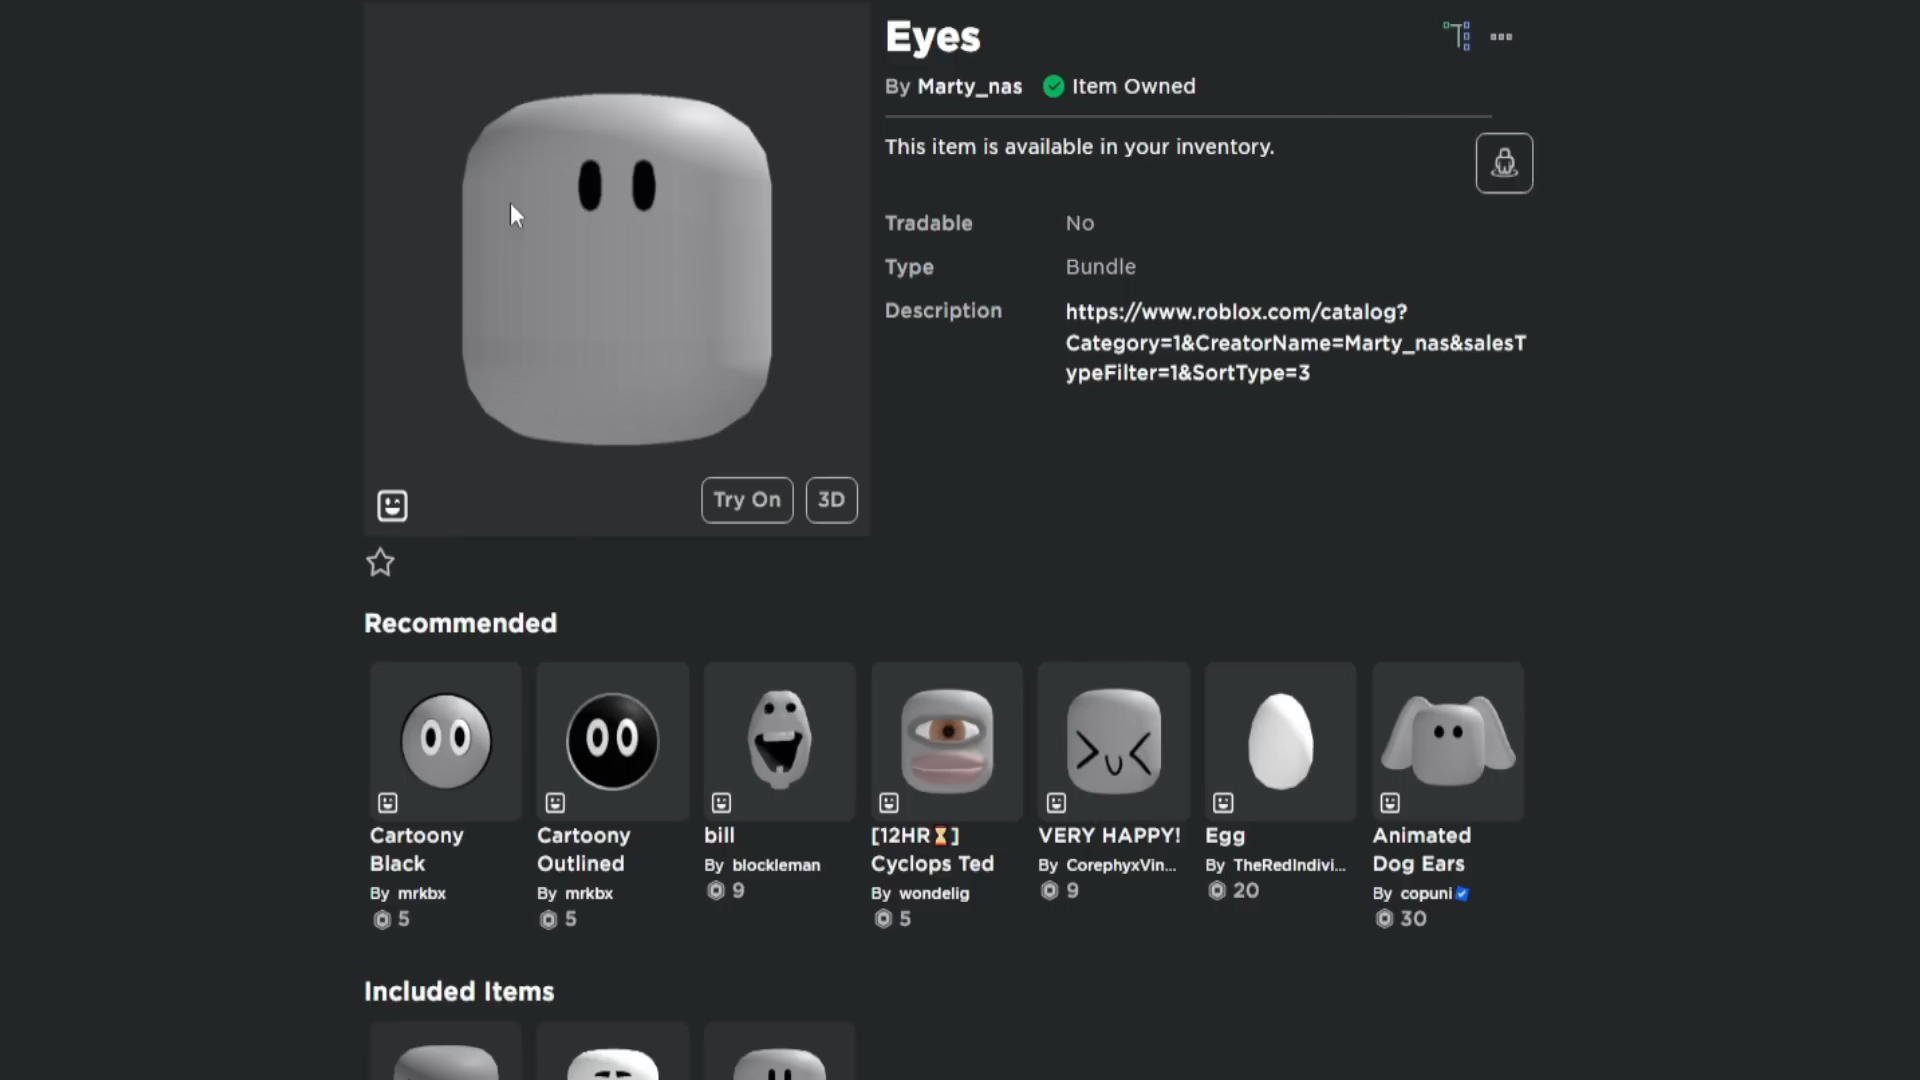 Eyes
By Marty_nas Item Owned
This item is available in your inventory.
Tradable No
Type Bundle
Description https://www.roblox.com/catalog?
Category=1&CreatorName=Marty_nas&salesT
ypeFilter=1&SortType=3
Try On 3D
Recommended
Cartoony
Black
By mrkbx
5
Cartoony
Outlined
By mrkbx
5
bill
By blockleman
9
[12HR⌛]
Cyclops Ted
By wondelig
5
VERY HAPPY!
By CorephyxVin...
9
Egg
By TheRedIndivi...
20
Animated
Dog Ears
By copuni
30
Included Items